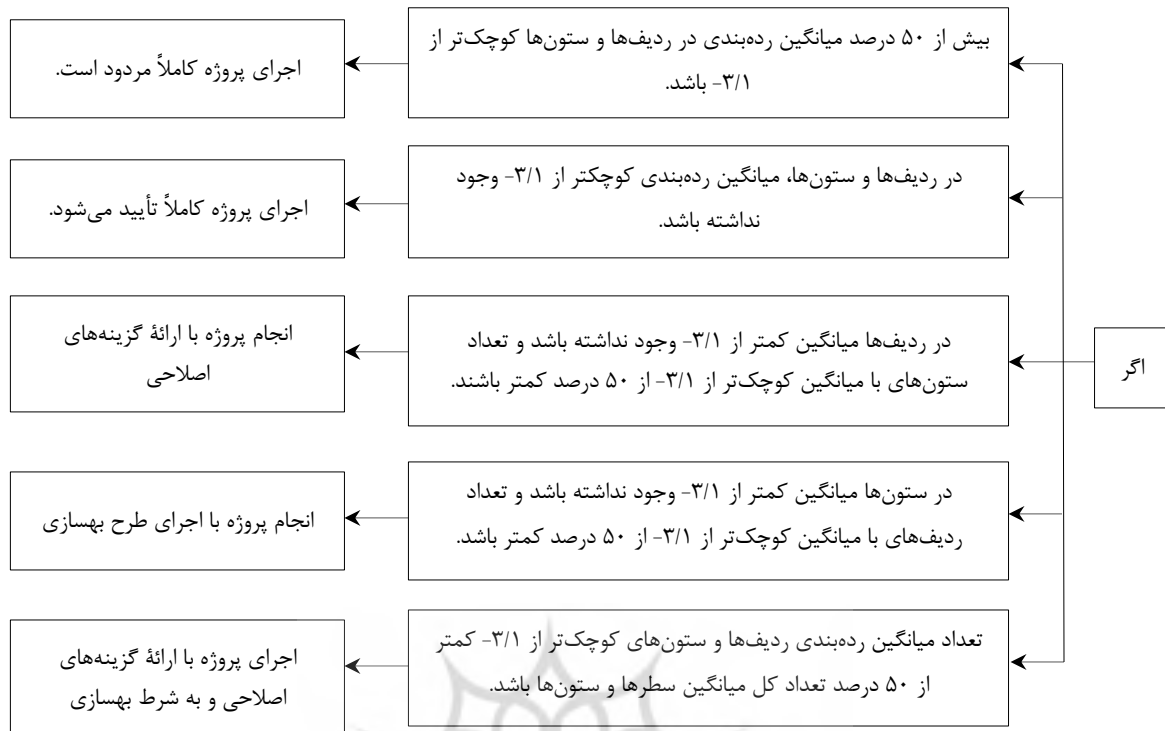 اگر
بیش از ۵۰ درصد میانگین رده‌بندی در ردیف‌ها و ستون‌ها کوچک‌تر از
۳/۱- باشد.
اجرای پروژه کاملاً مردود است.
در ردیف‌ها و ستون‌ها، میانگین رده‌بندی کوچکتر از ۳/۱- وجود
نداشته باشد.
اجرای پروژه کاملاً تأیید می‌شود.
در ردیف‌ها میانگین کمتر از ۳/۱- وجود نداشته باشد و تعداد
ستون‌های با میانگین کوچک‌تر از ۳/۱- از ۵۰ درصد کمتر باشند.
انجام پروژه با ارائهٔ گزینه‌های
اصلاحی
در ستون‌ها میانگین کمتر از ۳/۱- وجود نداشته باشد و تعداد
ردیف‌های با میانگین کوچک‌تر از ۳/۱- از ۵۰ درصد کمتر باشد.
انجام پروژه با اجرای طرح بهسازی
تعداد میانگین رده‌بندی ردیف‌ها و ستون‌های کوچک‌تر از ۳/۱- کمتر
از ۵۰ درصد تعداد کل میانگین سطرها و ستون‌ها باشد.
اجرای پروژه با ارائهٔ گزینه‌های
اصلاحی و به شرط بهسازی